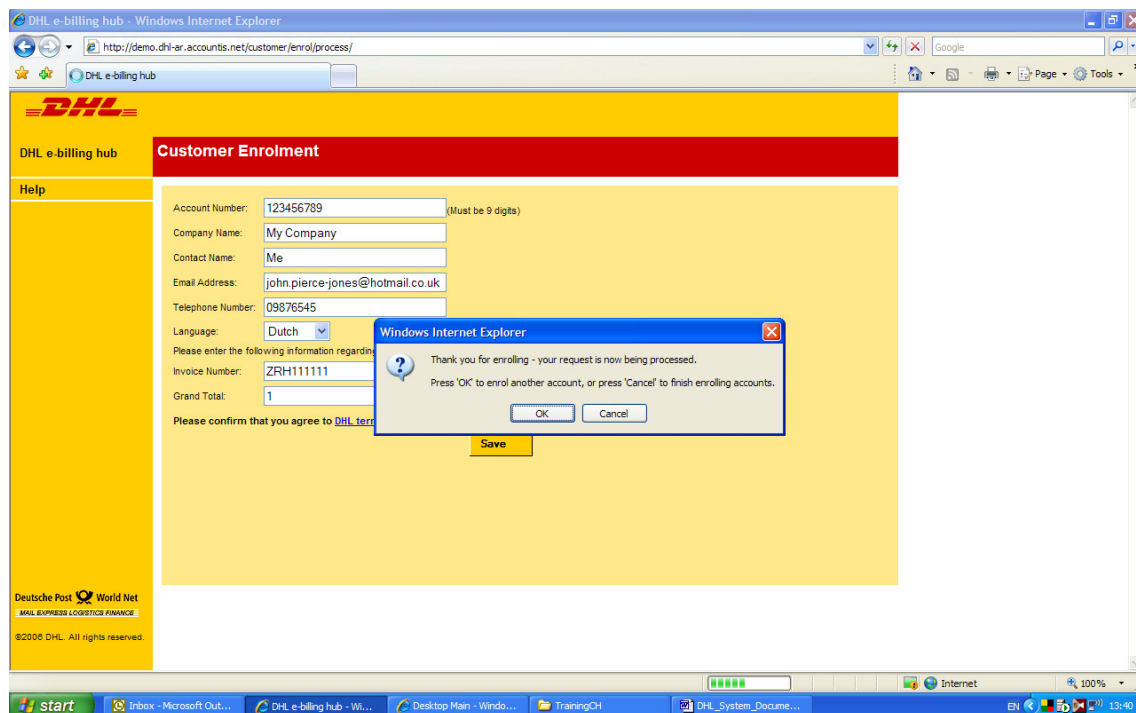 DHL e-billing hub - Windows Internet Explorer
http://demo.dhl-ar.accountis.net/customer/enrol/process/
Google
DHL e-billing hub
Page
Tools
DHL
DHL e-billing hub
Customer Enrolment
Help
Account Number:
123456789
(Must be 9 digits)
Company Name:
My Company
Contact Name:
Me
Email Address:
john.pierce-jones@hotmail.co.uk
Telephone Number:
09876545
Language:
Dutch
Please enter the following information regarding
Invoice Number:
ZRH111111
Grand Total:
1
Please confirm that you agree to DHL ter
Save
Windows Internet Explorer
Thank you for enrolling - your request is now being processed.
Press 'OK' to enrol another account, or press 'Cancel' to finish enrolling accounts.
OK
Cancel
Deutsche Post World Net
MAIL EXPRESS LOGISTICS FINANCE
©2006 DHL. All rights reserved.
Internet
100%
start
Inbox - Microsoft Out...
DHL e-billing hub - Wi...
Desktop Main - Windo...
TrainingCH
DHL_System_Docume...
EN
13:40